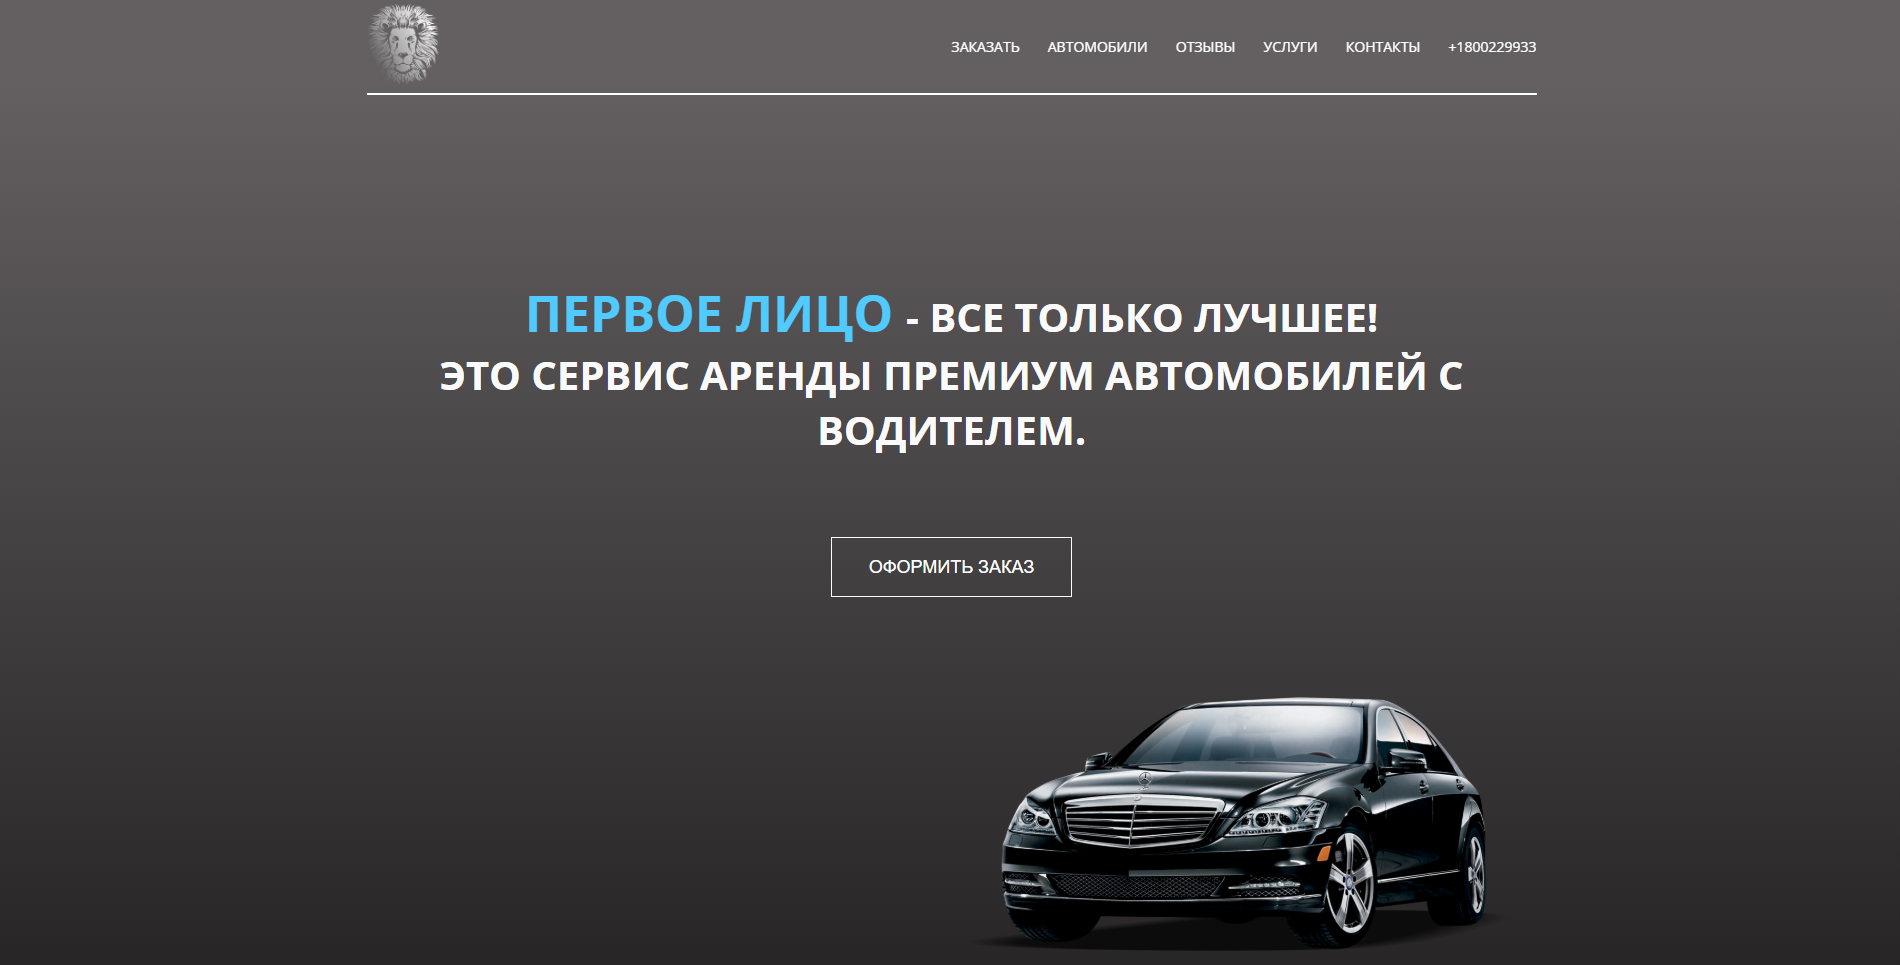 ЗАКАЗАТЬ АВТОМОБИЛИ ОТЗЫВЫ УСЛУГИ КОНТАКТЫ +1800229933
ПЕРВОЕ ЛИЦО - ВСЕ ТОЛЬКО ЛУЧШЕЕ!
ЭТО СЕРВИС АРЕНДЫ ПРЕМИУМ АВТОМОБИЛЕЙ С
ВОДИТЕЛЕМ.
ОФОРМИТЬ ЗАКАЗ